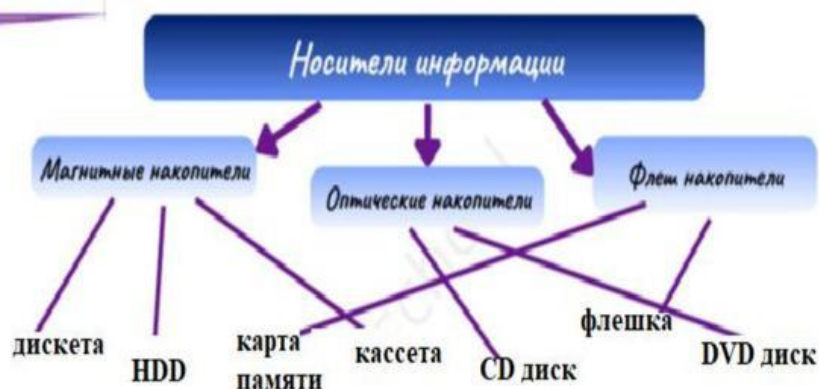 Носители информации
Магнитные накопители
Оптические накопители
Флеш накопители
дискета
HDD
карта
памяти
кассета
CD диск
флешка
DVD диск